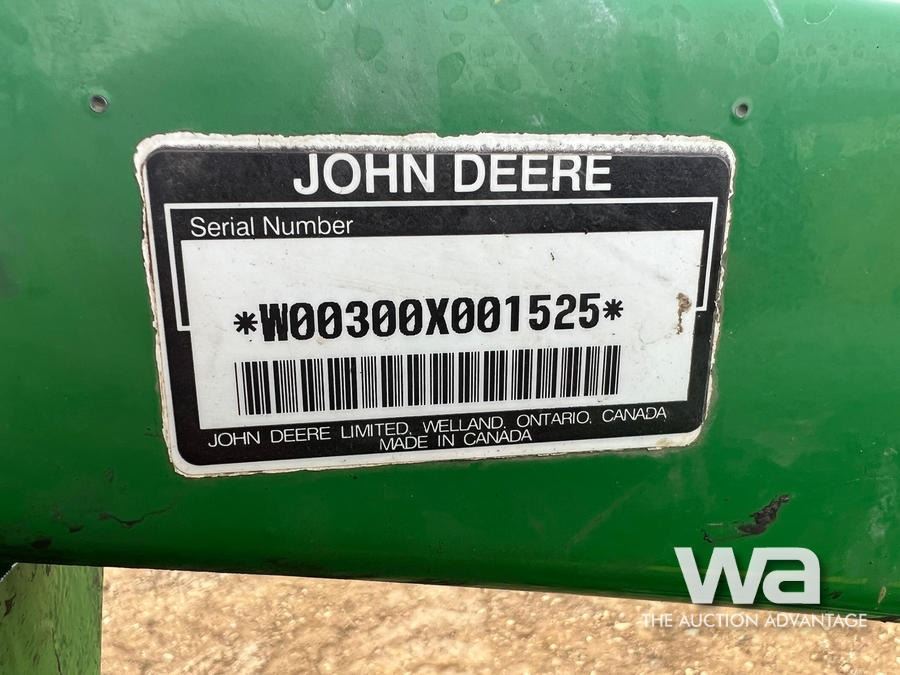 JOHN DEERE
Serial Number
*W00300X001525*
JOHN DEERE LIMITED, WELLAND, ONTARIO, CANADA
MADE IN CANADA
wa
THE AUCTION ADVANTAGE